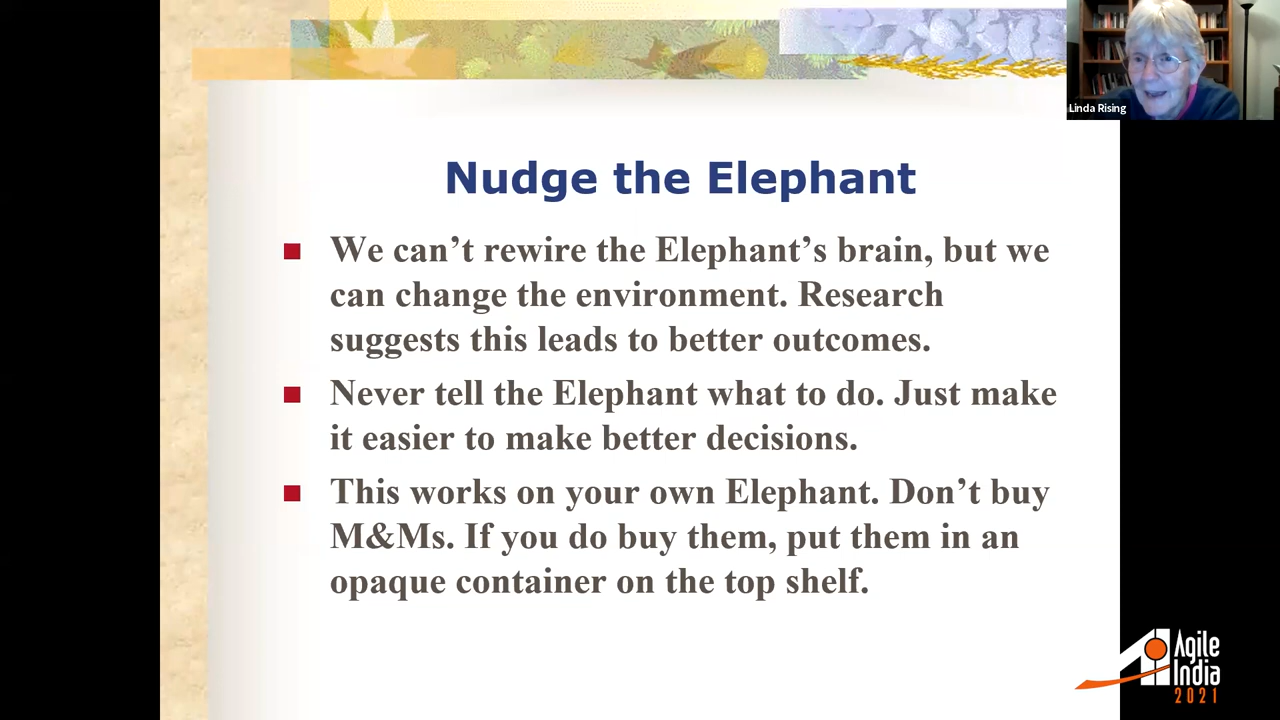 Linda Rising
Nudge the Elephant
We can’t rewire the Elephant’s brain, but we
can change the environment. Research
suggests this leads to better outcomes.
Never tell the Elephant what to do. Just make
it easier to make better decisions.
This works on your own Elephant. Don’t buy
M&Ms. If you do buy them, put them in an
opaque container on the top shelf.
Agile
India
2021